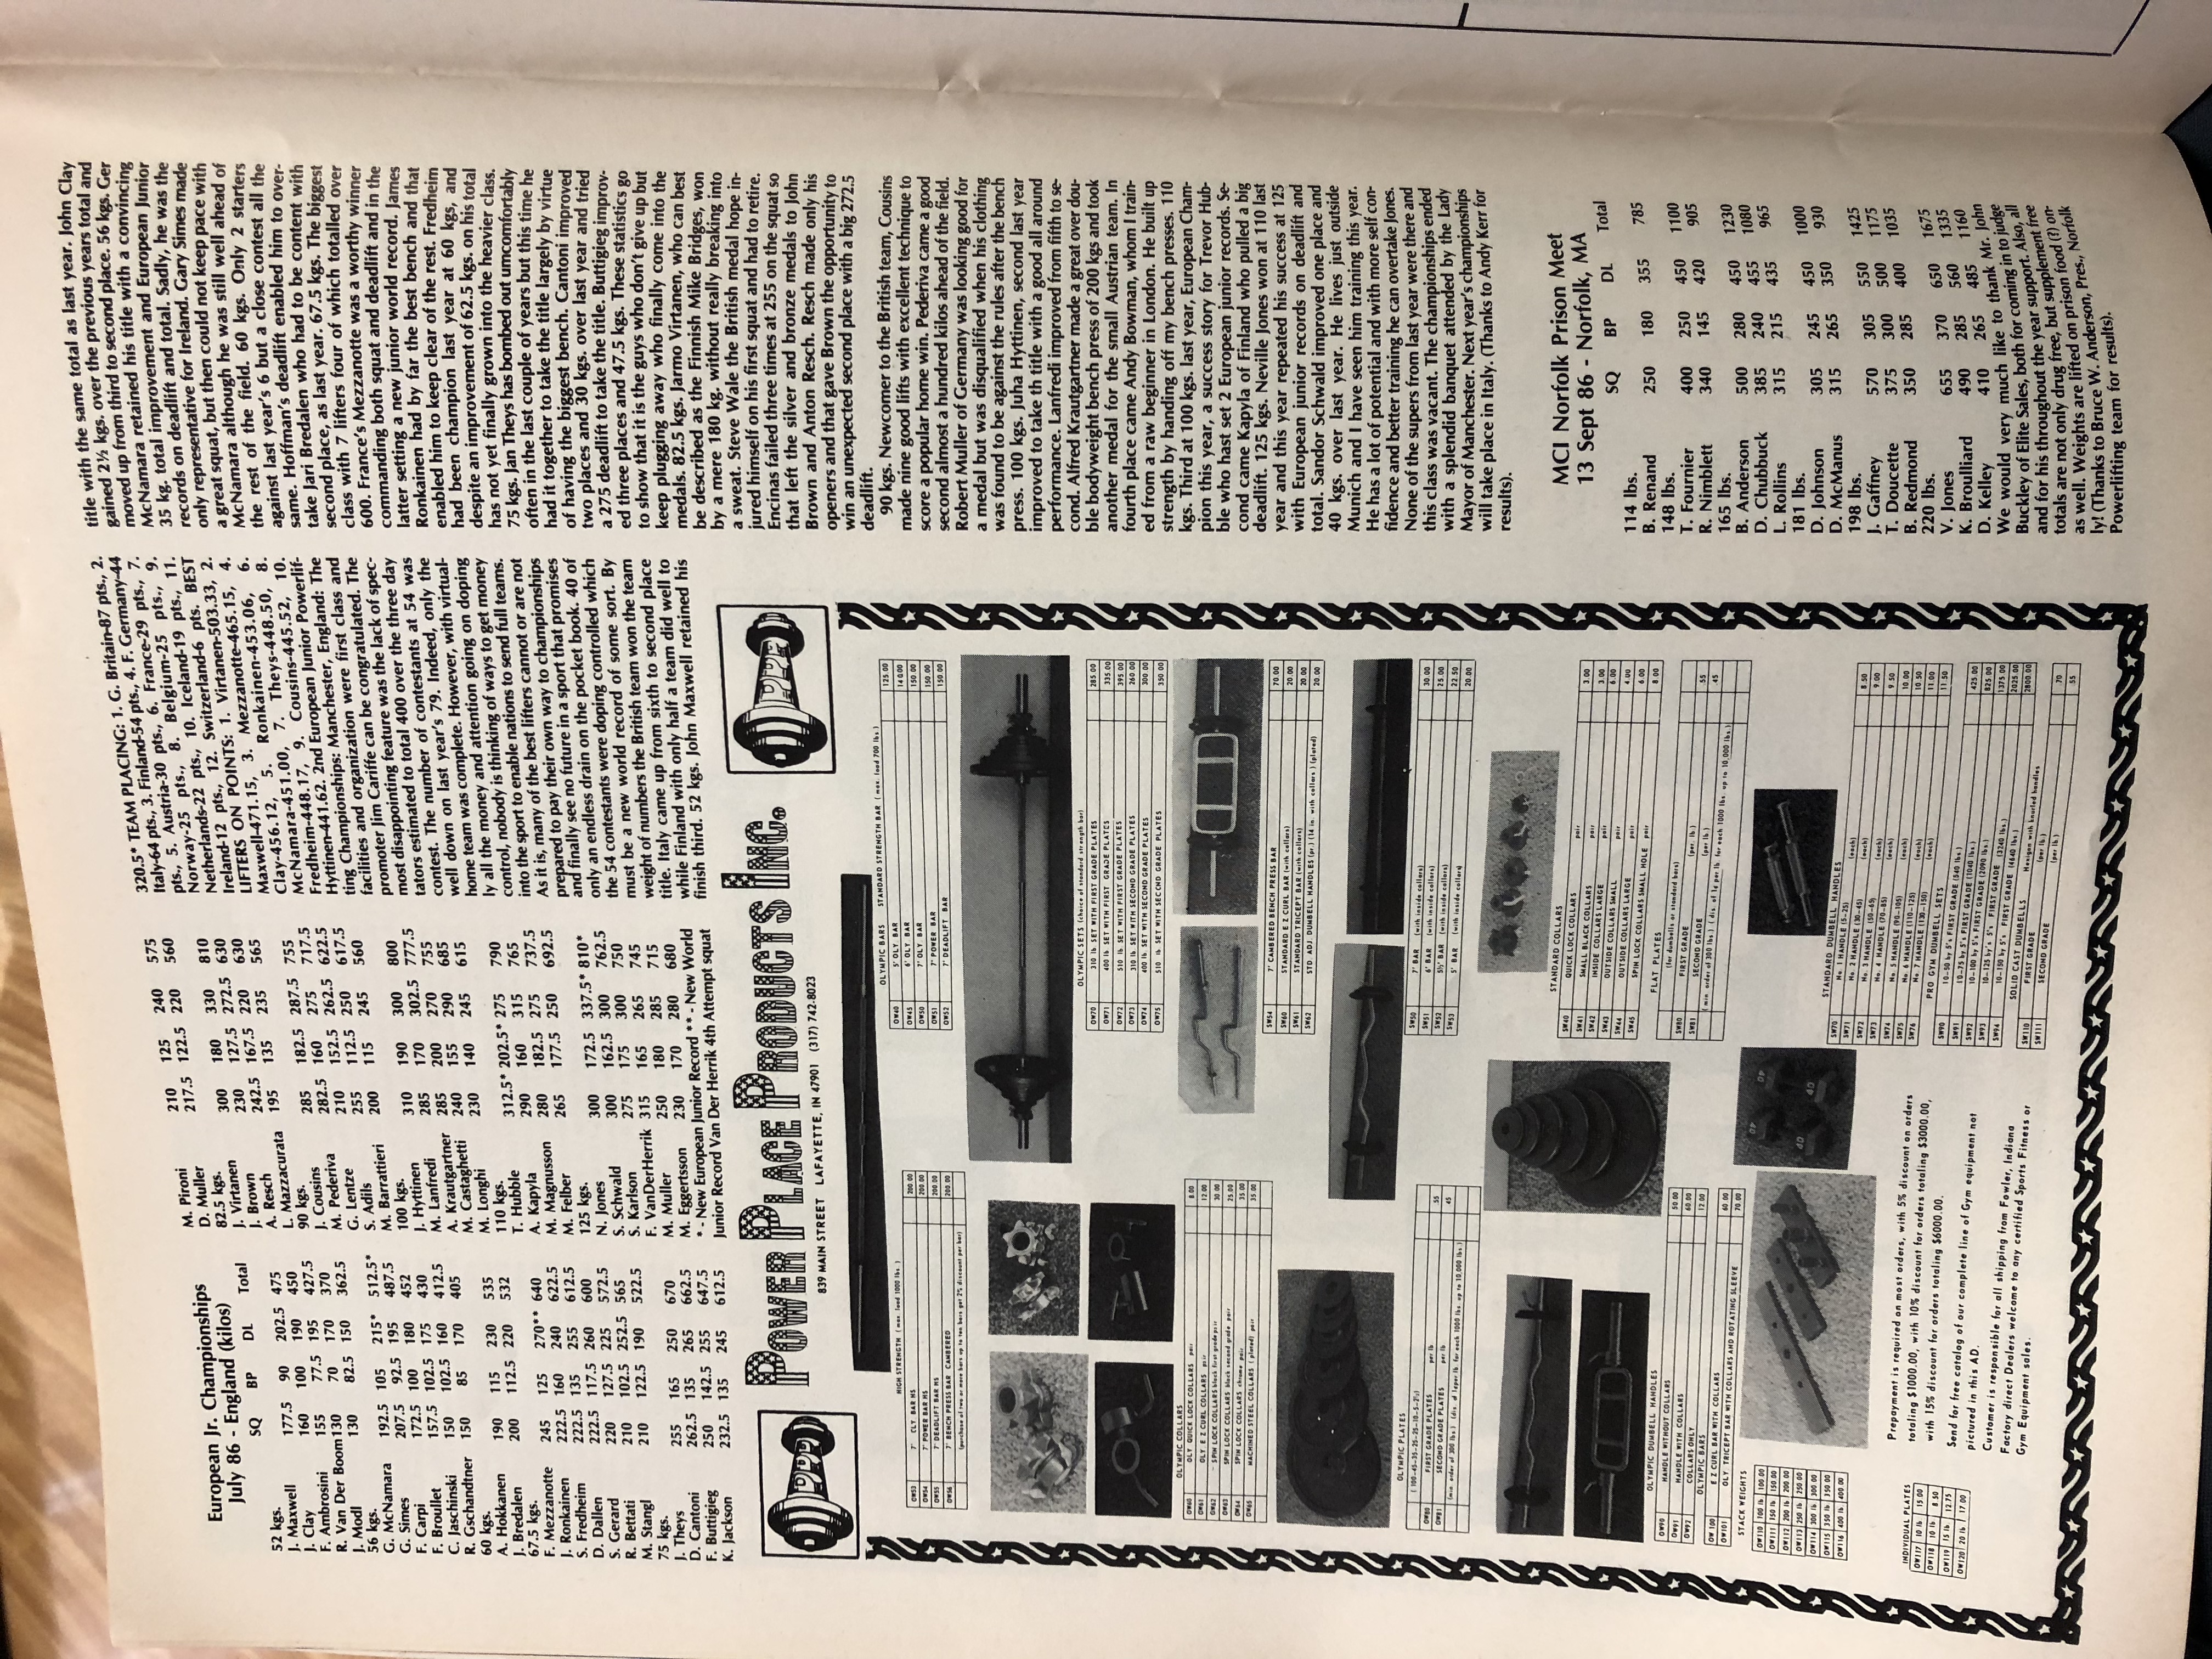 European Jr. Championships
July 86 - England (kilos)
SQ BP DL Total
52 kgs.
J. Maxwell 177.5 90 202.5 475
J. Clay 160 100 190 450
F. Ambrosini 155 77.5 195 427.5
R. Van Der Boom 130 70 170 370
J. Modl 130 82.5 150 362.5
56 kgs.
G. McNamara 192.5 105 215* 512.5*
G. Simes 207.5 92.5 195 487.5
F. Carpi 172.5 100 180 452
F. Broullet 157.5 102.5 175 430
C. Jaschinski 150 102.5 160 412.5
R. Gschandtner 150 85 170 405
60 kgs.
A. Hokkanen 190 115 230 535
J. Bredalen 200 112.5 220 532
67.5 kgs.
F. Mezzanotte 245 125 270** 640
J. Ronkainen 222.5 160 240 622.5
S. Fredheim 222.5 135 255 612.5
D. Dallen 222.5 117.5 260 600
S. Gerard 220 127.5 225 572.5
R. Bettati 210 102.5 252.5 565
M. Stangl 210 122.5 190 522.5
75 kgs.
J. Theys 255 165 250 670
D. Cantoni 262.5 135 265 662.5
F. Buttigieg 250 142.5 255 647.5
K. Jackson 232.5 135 245 612.5
M. Pironi 210 125 240 575
D. Muller 217.5 122.5 220 560
82.5 kgs.
J. Virtanen 300 180 330 810
J. Brown 230 127.5 272.5 630
A. Resch 242.5 167.5 220 630
L. Mazzacurata 195 135 235 565
90 kgs.
J. Cousins 285 182.5 287.5 755
M. Pederiva 282.5 160 275 717.5
G. Lentze 210 152.5 262.5 622.5
S. Adils 255 112.5 250 617.5
M. Barrattieri 200 115 245 560
100 kgs.
J. Hyttinen 310 190 300 800
M. Lanfredi 285 170 302.5 777.5
A. Krautgartner 285 200 270 755
M. Castaghetti 240 155 290 685
M. Longhi 230 140 245 615
110 kgs.
T. Hubble 312.5* 202.5* 275 790
A. Kapyla 290 160 315 765
M. Magnusson 280 182.5 275 737.5
M. Felber 265 177.5 250 692.5
125 kgs.
N. Jones 300 172.5 337.5* 810*
S. Schwald 300 162.5 300 762.5
S. Karlson 275 175 300 750
F. VanDerHerrik 315 165 265 745
M. Muller 250 180 285 715
M. Eggertsson 230 170 280 680
* - New European Junior Record ** - New World
Junior Record Van Der Herrik 4th Attempt squat
320.5* TEAM PLACING: 1. G. Britain-87 pts., 2.
Italy-64 pts., 3. Finland-54 pts., 4. F. Germany-44
pts., 5. Austria-30 pts., 6. France-29 pts., 7.
Norway-25 pts., 8. Belgium-25 pts., 9.
Netherlands-22 pts., 10. Iceland-19 pts., 11.
Ireland-12 pts., 12. Switzerland-6 pts. BEST
LIFTERS ON POINTS: 1. Virtanen-503.33, 2.
Maxwell-471.15, 3. Mezzanotte-465.15, 4.
Clay-456.12, 5. Ronkainen-453.06, 6.
McNamara-451.00, 7. Theys-448.50, 8.
Fredheim-448.17, 9. Cousins-445.52, 10.
Hyttinen-441.62. 2nd European Junior Powerlif-
ting Championships: Manchester, England: The
facilities and organization were first class and
promoter Jim Cariffe can be congratulated. The
most disappointing feature was the lack of spec-
tators estimated to total 400 over the three day
contest. The number of contestants at 54 was
well down on last year's 79. Indeed, only the
home team was complete. However, with virtual-
ly all the money and attention going on doping
control, nobody is thinking of ways to get money
into the sport to enable nations to send full teams.
As it is, many of the best lifters cannot or are not
prepared to pay their own way to championships
and finally see no future in a sport that promises
only an endless drain on the pocket book. 40 of
the 54 contestants were doping controlled which
must be a new world record of some sort. By
weight of numbers the British team won the team
title. Italy came up from sixth to second place
while Finland with only half a team did well to
finish third. 52 kgs. John Maxwell retained his
title with the same total as last year. John Clay
gained 2½ kgs. over the previous years total and
moved up from third to second place. 56 kgs. Ger
McNamara retained his title with a convincing
35 kg. total improvement and European Junior
records on deadlift and total. Sadly, he was the
only representative for Ireland. Gary Simes made
a great squat, but then could not keep pace with
McNamara although he was still well ahead of
the rest of the field. 60 kgs. Only 2 starters
against last year's 6 but a close contest all the
same. Hoffman's deadlift enabled him to over-
take Jari Bredalen who had to be content with
second place, as last year. 67.5 kgs. The biggest
class with 7 lifters four of which totalled over
600. France's Mezzanotte was a worthy winner
commanding both squat and deadlift and in the
latter setting a new junior world record. James
Ronkainen had by far the best bench and that
enabled him to keep clear of the rest. Fredheim
had been champion last year at 60 kgs, and
despite an improvement of 62.5 kgs. on his total
has not yet finally grown into the heavier class.
75 kgs. Jan Theys has bombed out umcomfortably
often in the last couple of years but this time he
had it together to take the title largely by virtue
of having the biggest bench. Cantoni improved
two places and 30 kgs. over last year and tried
a 275 deadlift to take the title. Buttigieg improv-
ed three places and 47.5 kgs. These statistics go
to show that it is the guys who don't give up but
keep plugging away who finally come into the
medals. 82.5 kgs. Jarmo Virtanen, who can best
be described as the Finnish Mike Bridges, won
by a mere 180 kg. without really breaking into
a sweat. Steve Wale the British medal hope in-
jured himself on his first squat and had to retire.
Encinas failed three times at 255 on the squat so
that left the silver and bronze medals to John
Brown and Anton Resch. Resch made only his
openers and that gave Brown the opportunity to
win an unexpected second place with a big 272.5
deadlift.
90 kgs. Newcomer to the British team, Cousins
made nine good lifts with excellent technique to
score a popular home win. Pederiva came a good
second almost a hundred kilos ahead of the field.
Robert Muller of Germany was looking good for
a medal but was disqualified when his clothing
was found to be against the rules after the bench
press. 100 kgs. Juha Hyttinen, second last year
improved to take th title with a good all around
performance. Lanfredi improved from fifth to se-
cond. Alfred Krautgartner made a great over dou-
ble bodyweight bench press of 200 kgs and took
another medal for the small Austrian team. In
fourth place came Andy Bowman, whom I train-
ed from a raw beginner in London. He built up
strength by handing off my bench presses. 110
kgs. Third at 100 kgs. last year, European Cham-
pion this year, a success story for Trevor Hub-
ble who hast set 2 European junior records. Se-
cond came Kapyla of Finland who pulled a big
deadlift. 125 kgs. Neville Jones won at 110 last
year and this year repeated his success at 125
with European junior records on deadlift and
total. Sandor Schwald improved one place and
40 kgs. over last year. He lives just outside
Munich and I have seen him training this year.
He has a lot of potential and with more self con-
fidence and better training he can overtake Jones.
None of the supers from last year were there and
this class was vacant. The championships ended
with a splendid banquet attended by the Lady
Mayor of Manchester. Next year's championships
will take place in Italy. (Thanks to Andy Kerr for
results).
MCI Norfolk Prison Meet
13 Sept 86 - Norfolk, MA
SQ BP DL Total
114 lbs.
B. Renand 250 180 355 785
148 lbs.
T. Fournier 400 250 450 1100
R. Nimblett 340 145 420 905
165 lbs.
B. Anderson 500 280 450 1230
D. Chubbuck 385 240 455 1080
L. Rollins 315 215 435 965
181 lbs.
D. Johnson 305 245 450 1000
D. McManus 315 265 350 930
198 lbs.
J. Gaffney 570 305 550 1425
T. Doucette 375 300 500 1175
B. Redmond 350 285 400 1035
220 lbs.
V. Jones 655 370 650 1675
K. Broulliard 490 285 560 1335
D. Kelley 410 265 485 1160
We would very much like to thank Mr. John
Buckley of Elite Sales, both for coming in to judge
and for his throughout the year support. Also, all
totals are not only drug free, but supplement free
as well. Weights are lifted on prison food (?) on-
ly! (Thanks to Bruce W. Anderson, Pres., Norfolk
Powerlifting team for results).
PPP
POWER PLACE PRODUCTS INC.
PPP
839 MAIN STREET LAFAYETTE, IN 47901 (317) 742-8023
HIGH STRENGTH (max. load 1000 lbs.)
OW53 7' CLY. BAR HS 200.00
OW54 7' POWER BAR HS 200.00
OW55 7' DEADLIFT BAR HS 200.00
OW56 7' BENCH PRESS BAR CAMBERED 200.00
(purchase of two or more bars up to ten bars get 2% discount per bar)
OLYMPIC BARS STANDARD STRENGTH BAR (max. load 700 lbs.)
OW40 5' OLY. BAR 125.00
OW45 6' OLY. BAR 140.00
OW50 7' OLY. BAR 150.00
OW51 7' POWER BAR 150.00
OW52 7' DEADLIFT BAR 150.00
OLYMPIC SETS (choice of standard strength bar)
OW70 310 lb. SET WITH FIRST GRADE PLATES 285.00
OW71 400 lb. SET WITH FIRST GRADE PLATES 335.00
OW72 510 lb. SET WITH FIRST GRADE PLATES 395.00
OW73 310 lb. SET WITH SECOND GRADE PLATES 260.00
OW74 400 lb. SET WITH SECOND GRADE PLATES 300.00
OW75 510 lb. SET WITH SECOND GRADE PLATES 350.00
OLYMPIC COLLARS
OW60 OLY. QUICK LOCK COLLARS pair 8.00
OW61 OLY. E Z CURL COLLARS pair 12.00
OW62 SPIN LOCK COLLARS black first grade pair 30.00
OW63 SPIN LOCK COLLARS black second grade pair 25.00
OW64 SPIN LOCK COLLARS chrome pair 35.00
OW65 MACHINED STEEL COLLARS (plated) pair 35.00
SW54 7' CAMBERED BENCH PRESS BAR 70.00
SW60 STANDARD E Z CURL BAR (with collars) 20.00
SW61 STANDARD TRICEPT BAR (with collars) 20.00
SW62 STD. ADJ. DUMBELL HANDLES (pr.) (14 in. with collars) (plated) 20.00
OLYMPIC PLATES
(100-45-35-25-25-10-5-2½)
OW80 FIRST GRADE PLATES per lb .55
OW81 SECOND GRADE PLATES per lb .45
(min. order of 300 lbs.) (dis. of 1¢per lb. for each 1000 lbs. up to 10,000 lbs.)
SW50 7' BAR (with inside collars) 30.00
SW51 6' BAR (with inside collars) 25.00
SW52 5½' BAR (with inside collars) 22.50
SW53 5' BAR (with inside collars) 20.00
STANDARD COLLARS
SW40 QUICK LOCK COLLARS pair 3.00
SW41 SMALL BLACK COLLARS pair 3.00
SW42 INSIDE COLLARS LARGE 6.00
SW43 OUTSIDE COLLARS SMALL pair 4.00
SW44 OUTSIDE COLLARS LARGE pair 6.00
SW45 SPIN LOCK COLLARS SMALL HOLE pair 8.00
FLAT PLATES
(for dumbells or standard bars)
SW80 FIRST GRADE (per. lb.) .55
SW81 SECOND GRADE (per lb.) .45
(min. order of 300 lbs.) (dis. of 1¢ per lb. for each 1000 lbs. up to 10,000 lbs.)
OLYMPIC DUMBELL HANDLES
OW90 HANDLE WITHOUT COLLARS 50.00
OW91 HANDLE WITH COLLARS 60.00
OW92 COLLARS ONLY 12.00
OLYMPIC BARS
OW 100 E Z CURL BAR WITH COLLARS 60.00
OW101 OLY. TRICEPT BAR WITH COLLARS AND ROTATING SLEEVE 70.00
STACK WEIGHTS
OW110 100 lb 100.00
OW111 150 lb 150.00
OW112 200 lb 200.00
OW113 250 lb 250.00
OW114 300 lb 300.00
OW115 350 lb 350.00
OW116 400 lb 400.00
40
40
40
STANDARD DUMBELL HANDLES
SW70 No. 1 HANDLE (5-25) (each) 8.50
SW71 No. 2 HANDLE (30-45) (each) 9.00
SW72 No. 3 HANDLE (50-65) (each) 9.50
SW73 No. 4 HANDLE (70-85) (each) 10.00
SW74 No. 5 HANDLE (90-105) (each) 10.50
SW75 No. 6 HANDLE (110-125) (each) 11.00
SW76 No. 7 HANDLE (130-150) (each) 11.50
PRO GYM DUMBELL SETS
SW90 10-50 by 5's FIRST GRADE (540 lbs.) 425.00
SW91 10-75 by 5's FIRST GRADE (1040 lbs.) 825.00
SW92 10-100 by 5's FIRST GRADE (2090 lbs.) 1375.00
SW93 10-125 by's 5's FIRST GRADE (3240 lbs.) 2025.00
SW94 10-150 by 5's FIRST GRADE (4640 lbs.) 2800.00
SOLID CAST DUMBELLS Hexigon with knurled handles
SW110 FIRST GRADE (per lb.) .70
SW111 SECOND GRADE (per lb.) .55
INDIVIDUAL PLATES
OW117 10 lb 15.00
OW118 10 lb 8.50
OW119 15 lb. 12.75
OW120 20 lb 17.00
Prepayment is required on most orders, with 5% discount on orders
totaling $1000.00, with 10% discount for orders totaling $3000.00,
with 15% discount for orders totaling $6000.00.
Send for free catalog of our complete line of Gym equipment not
pictured in this AD.
Customer is responsible for all shipping from Fowler, Indiana
Factory direct Dealers welcome to any certified Sports Fitness or
Gym Equipment sales.